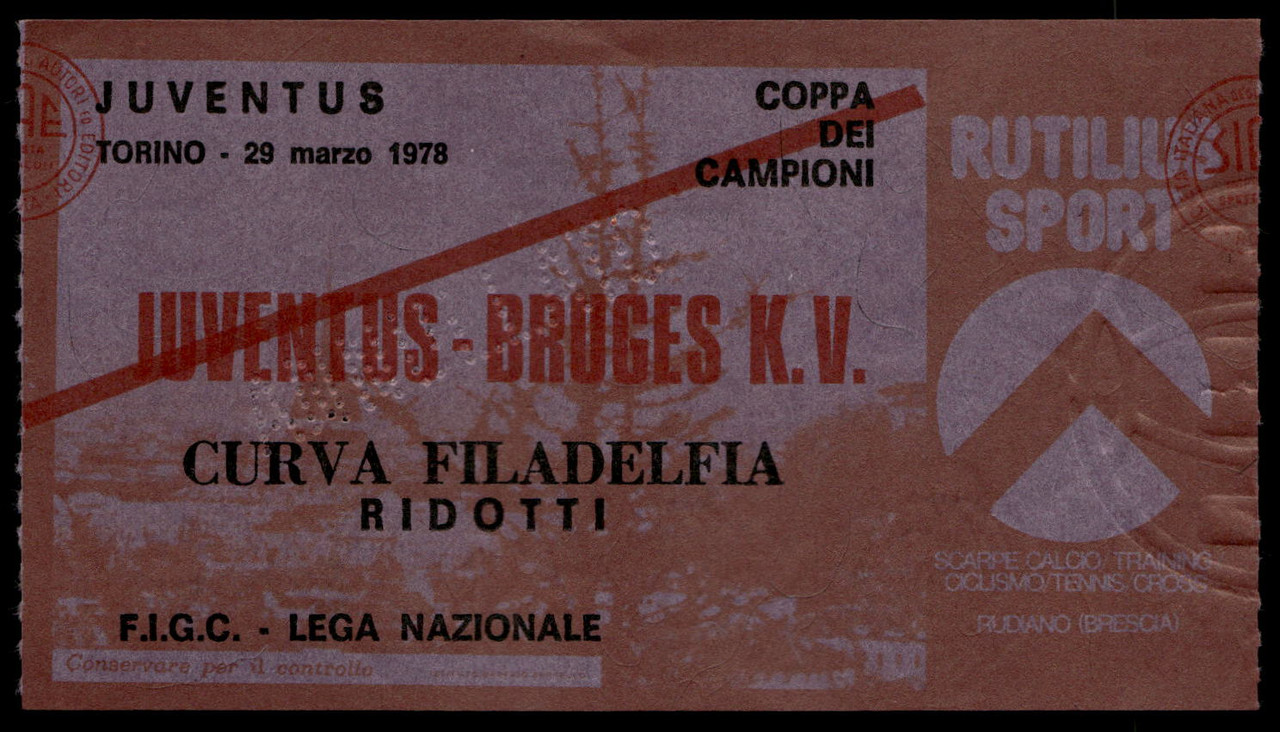 JUVENTUS
TORINO - 29 marzo 1978
COPPA
DEI
CAMPIONI
JUVENTUS - BRUGES K.V.
CURVA FILADELFIA
RIDOTTI
F.I.G.C. - LEGA NAZIONALE
Conservare per il controllo
RUTILIUS
SPORT
SCARPE CALCIO/TRAINING
CICLISMO/TENNIS/CROSS
RUDIANO (BRESCIA)